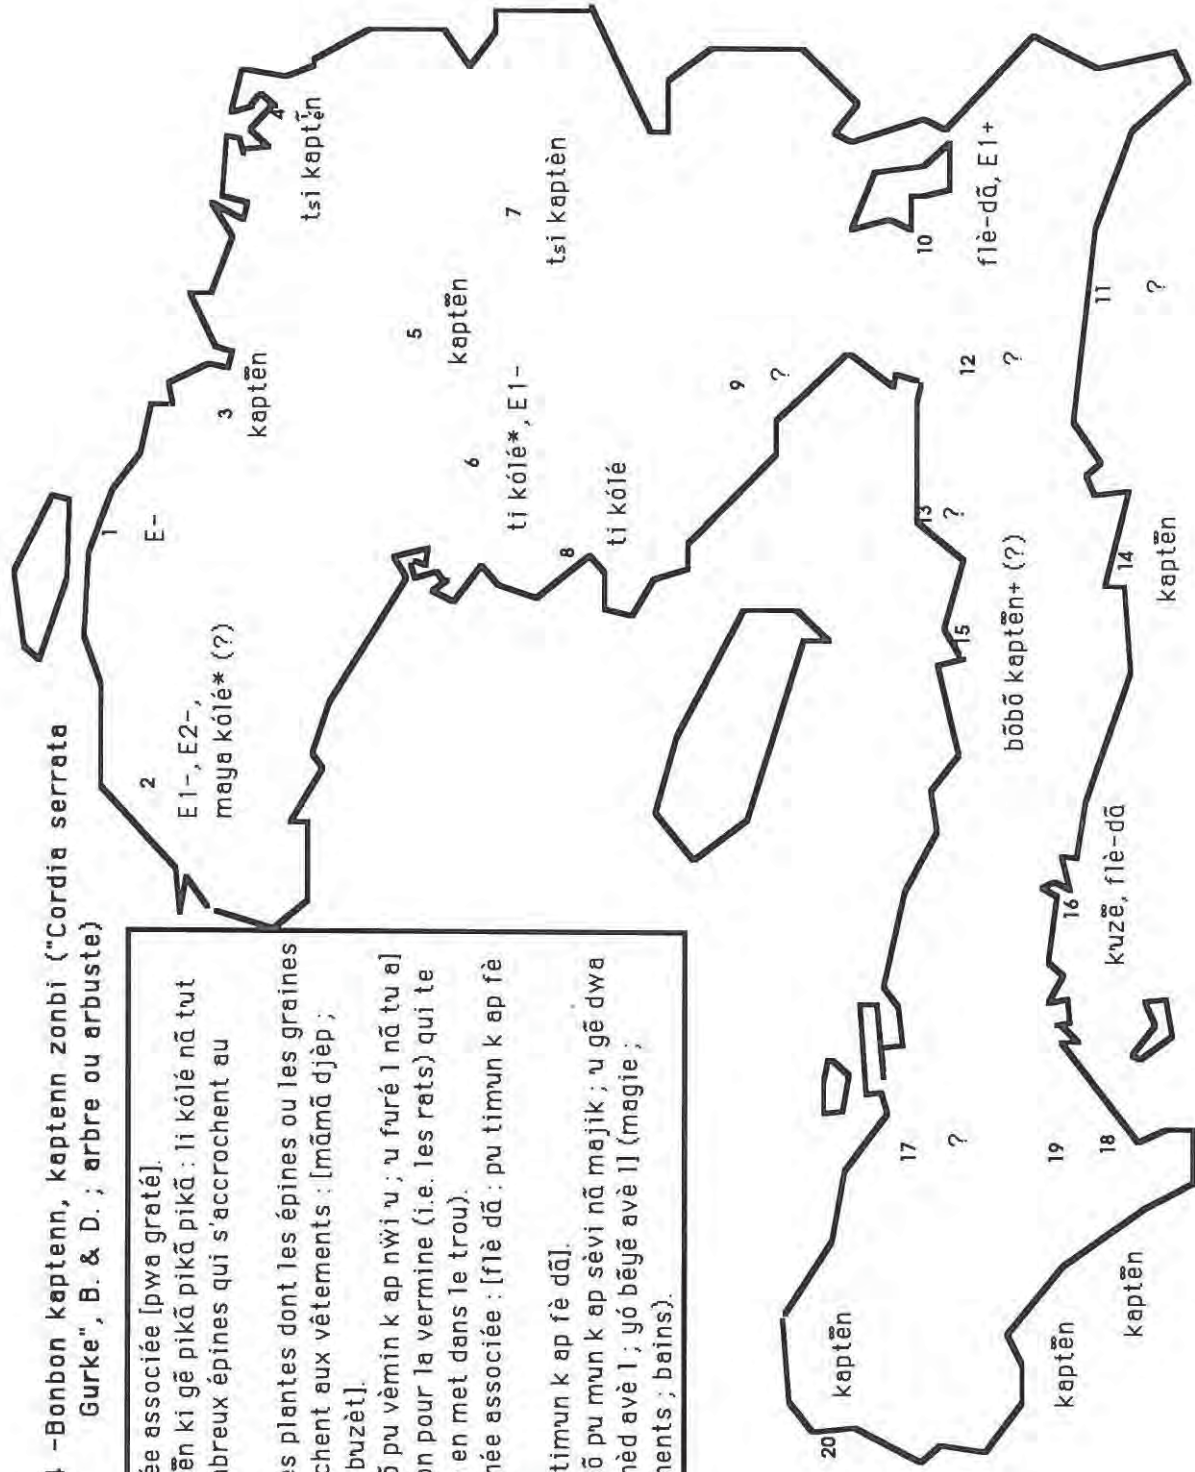 -Bonbon kaptenn, kaptenn zonbi ("Cordia serrata
Gurke", B. & D. ; arbre ou arbuste)
ée associée [pwa graté].
ẽn ki gẽ pikã pikã pikã : li kólé nã tut
mbreux épines qui s'accrochent au
es plantes dont les épines ou les graines
chent aux vêtements : [mãmã djèp ;
buzèt].
õ pu vèmin k ap nw̃i u ; u furé l nã tu a]
on pour la vermine (i.e. les rats) qui te
en met dans le trou).
née associée : [flè dã : pu timun k ap fè
timun k ap fè dã].
õ pu mun k ap sèvi nã majik ; u gẽ dwa
nèd avè l ; yó bẽyẽ avè l] (magie ;
nents ; bains).
1
E-
2
E1-, E2-,
maya kólé* (?)
3
kaptẽn
4
tsi kaptẽn
5
kaptẽn
6
ti kólé*, E1-
7
tsi kaptèn
8
ti kólé
9
?
10
flè-dã, E1+
11
?
12
?
13
?
14
kaptẽn
15
bõbõ kaptẽn+ (?)
16
kuzẽ, flè-dã
17
?
18
kaptẽn
19
kaptẽn
20
kaptẽn